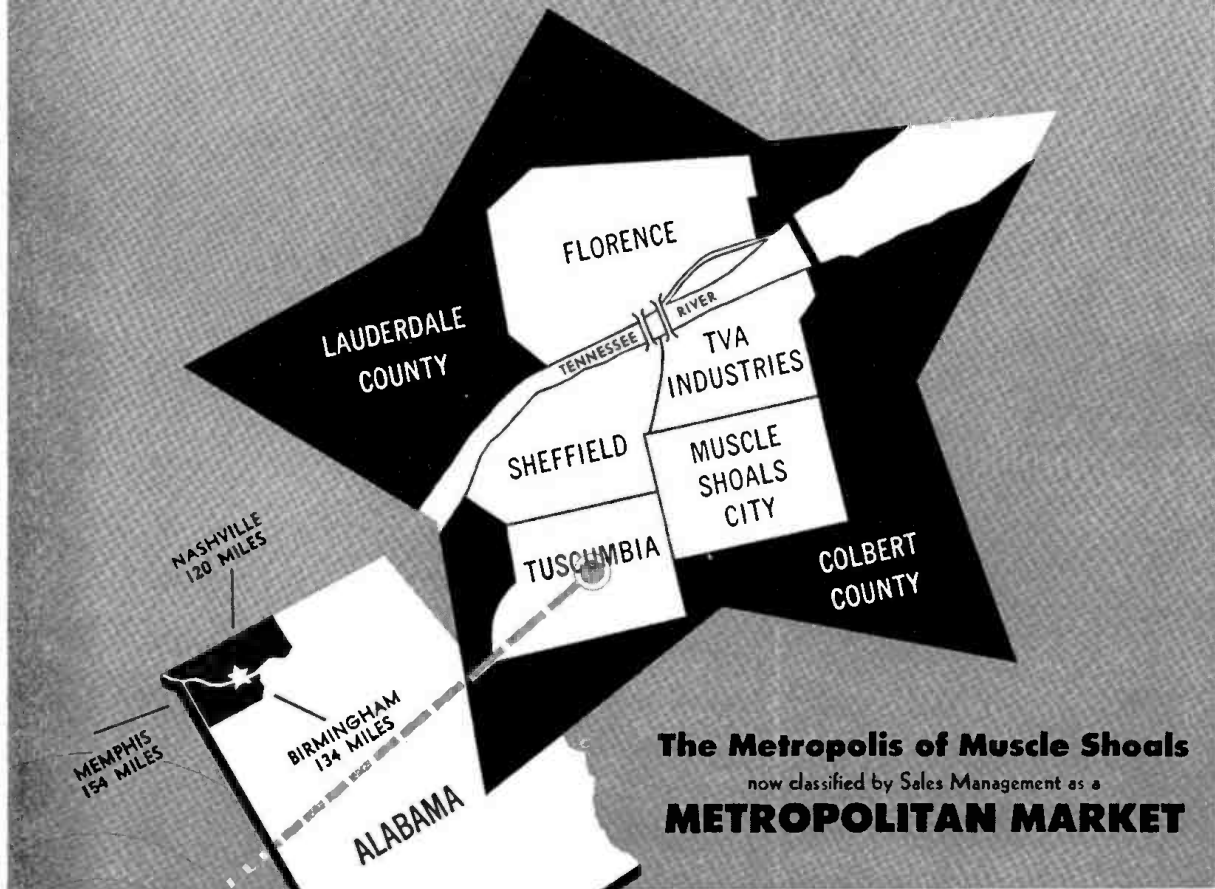 FLORENCE
LAUDERDALE
COUNTY
TENNESSEE
RIVER
TVA
INDUSTRIES
SHEFFIELD
MUSCLE
SHOALS
CITY
TUSCUMBIA
COLBERT
COUNTY
NASHVILLE
120 MILES
BIRMINGHAM
134 MILES
MEMPHIS
154 MILES
ALABAMA
The Metropolis of Muscle Shoals
now classified by Sales Management as a
METROPOLITAN MARKET